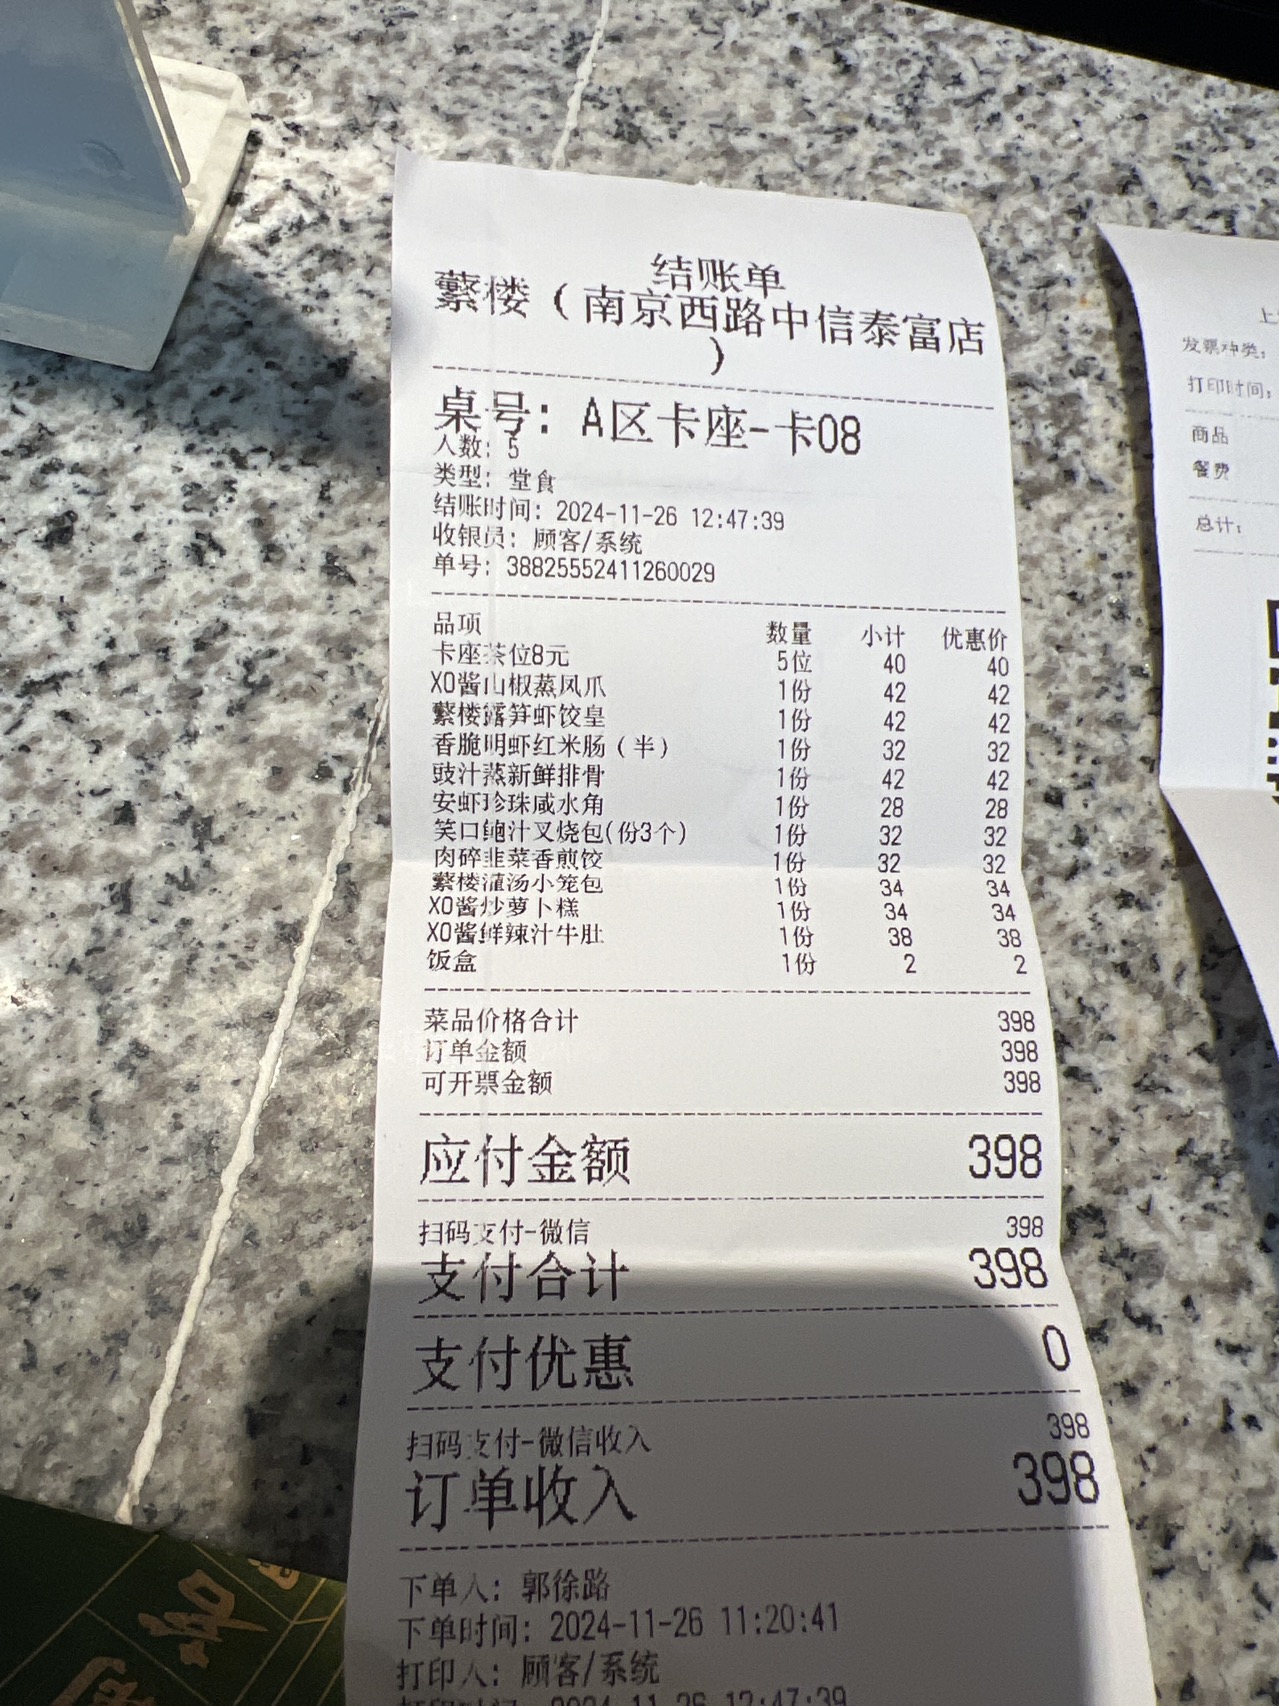 结账单
蘩楼（南京西路中信泰富店
）
桌号：A区卡座-卡08
人数：5
类型：堂食
结账时间：2024-11-26 12:47:39
收银员：顾客/系统
单号：38825552411260029
品项 数量 小计 优惠价
卡座茶位8元 5位 40 40
XO酱山椒蒸凤爪 1份 42 42
蘩楼露笋虾饺皇 1份 42 42
香脆明虾红米肠（半） 1份 32 32
豉汁蒸新鲜排骨 1份 42 42
安虾珍珠咸水角 1份 28 28
笑口鲍汁叉烧包(份3个) 1份 32 32
肉碎韭菜香煎饺 1份 32 32
蘩楼灌汤小笼包 1份 34 34
XO酱炒萝卜糕 1份 34 34
XO酱鲜辣汁牛肚 1份 38 38
饭盒 1份 2 2
菜品价格合计 398
订单金额 398
可开票金额 398
应付金额 398
扫码支付-微信 398
支付合计 398
支付优惠 0
扫码支付-微信收入 398
订单收入 398
下单人：郭徐路
下单时间：2024-11-26 11:20:41
打印人：顾客/系统
打印时间：2024-11-26 12:47:39
上
发票种类：
打印时间：
商品
餐费
总计：